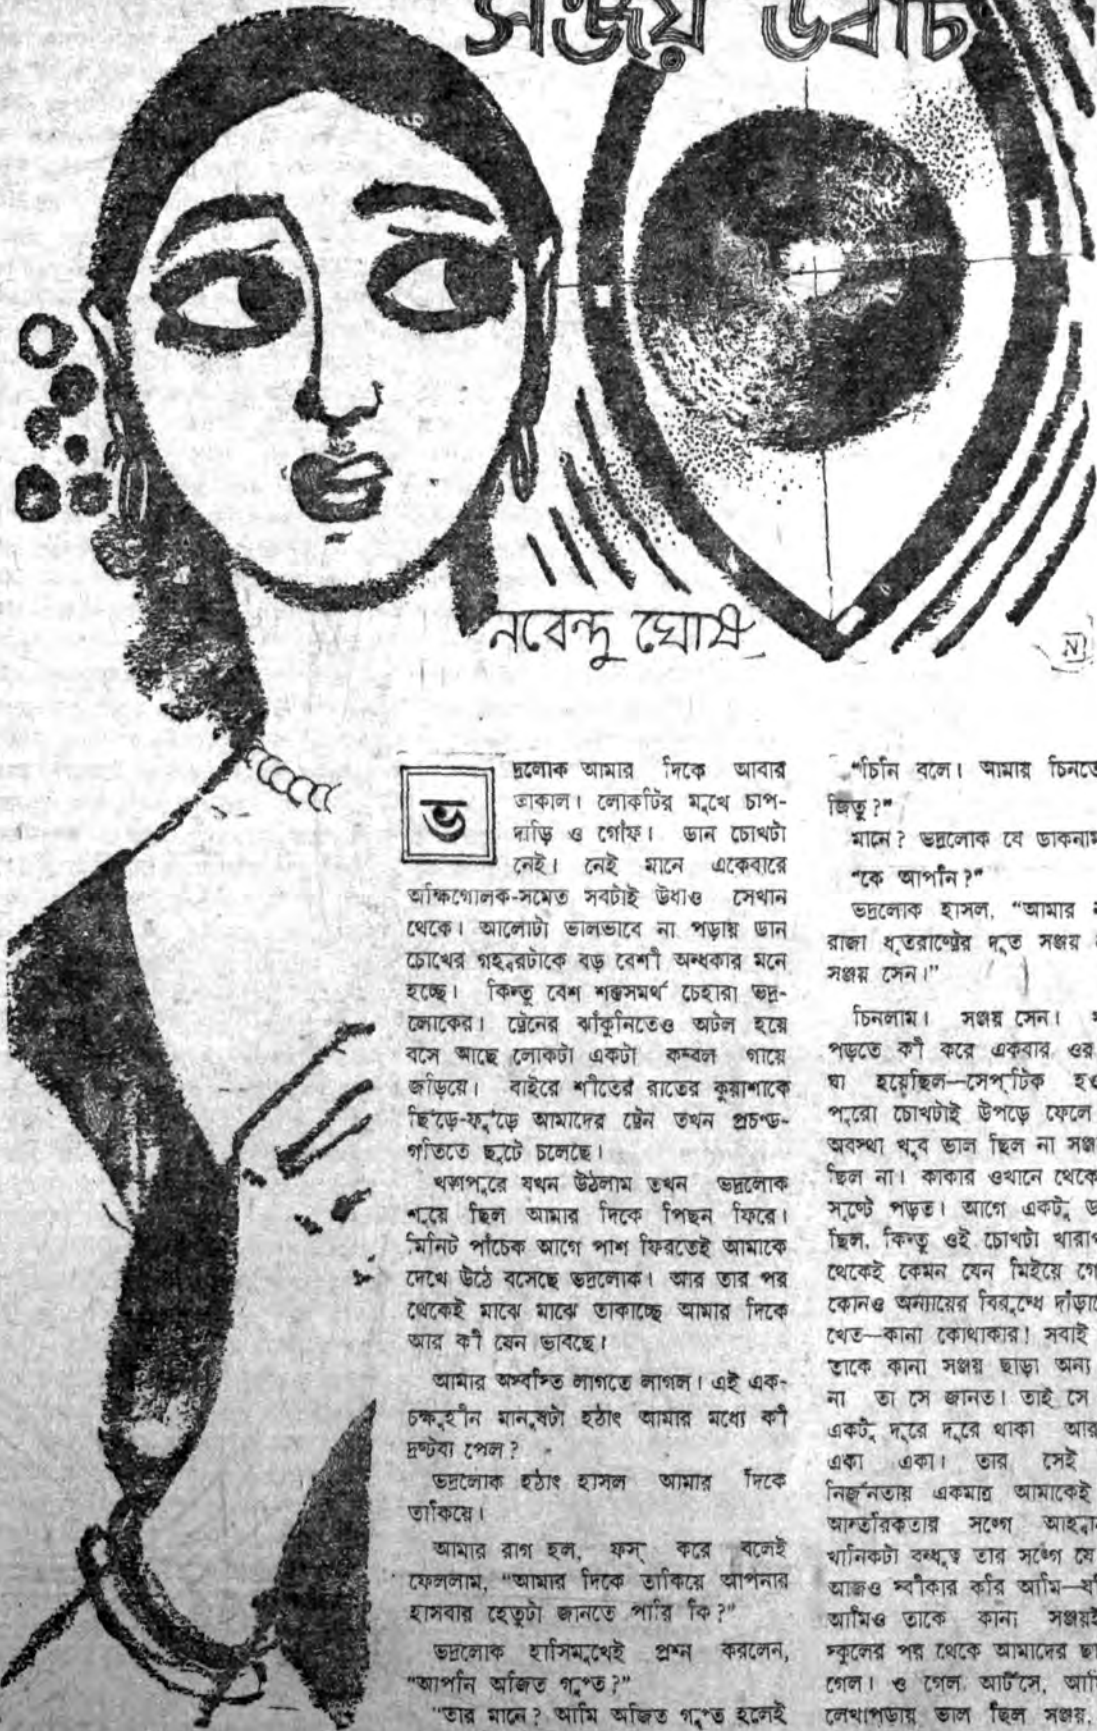 সঞ্জয় উবাচ
নবেন্দু ঘোষ
ভদ্রলোক আমার দিকে আবার
তাকাল। লোকটির মুখে চাপ-
দাড়ি ও গোঁফ। ডান চোখটা
নেই। নেই মানে একেবারে
অক্ষিগোলক-সমেত সবটাই উধাও সেখান
থেকে। আলোটা ভালভাবে না পড়ায় ডান
চোখের গহ্বরটাকে বড় বেশী অন্ধকার মনে
হচ্ছে। কিন্তু বেশ শক্তসমর্থ চেহারা ভদ্র-
লোকের। ট্রেনের ঝাঁকুনিতেও অটল হয়ে
বসে আছে লোকটা একটা কম্বল গায়ে
জড়িয়ে। বাইরে শীতের রাতের কুয়াশাকে
ছিঁড়ে-ফুঁড়ে আমাদের ট্রেন তখন প্রচণ্ড-
গতিতে ছুটে চলেছে।
খড়্গপুরে যখন উঠলাম তখন ভদ্রলোক
শুয়ে ছিল আমার দিকে পিছন ফিরে।
মিনিট পাঁচেক আগে পাশ ফিরতেই আমাকে
দেখে উঠে বসেছে ভদ্রলোক। আর তার পর
থেকেই মাঝে মাঝে তাকাচ্ছে আমার দিকে
আর কী যেন ভাবছে।
আমার অস্বস্তি লাগতে লাগল। এই এক-
চক্ষুহীন মানুষটা হঠাৎ আমার মধ্যে কী
দ্রষ্টব্য পেল?
ভদ্রলোক হঠাৎ হাসল আমার দিকে
তাকিয়ে।
আমার রাগ হল, ফস্ করে বলেই
ফেললাম, “আমার দিকে তাকিয়ে আপনার
হাসবার হেতুটা জানতে পারি কি?”
ভদ্রলোক হাসিমুখেই প্রশ্ন করলেন,
“আপনি অজিত গুপ্ত?”
“তার মানে? আমি অজিত গুপ্ত হলেই
“চিনি বলে। আমায় চিনতে
জিতু?”
মানে? ভদ্রলোক যে ডাকনাম
“কে আপনি?”
ভদ্রলোক হাসল, “আমার
রাজা ধৃতরাষ্ট্রের দূত সঞ্জয়
সঞ্জয় সেন।”
চিনলাম। সঞ্জয় সেন।
পড়তে কী করে একবার ওর
ঘা হয়েছিল—সেপ্‌টিক
পুরো চোখটাই উপড়ে ফেলে
অবস্থা খুব ভাল ছিল না
ছিল না। কাকার ওখানে থেকে
পড়ত। আগে একটু
ছিল, কিন্তু ওই চোখটা
থেকেই কেমন যেন মিইয়ে
কোনও অন্যায়ের বিরুদ্ধে
খেত—কানা কোথাকার! সবাই
তাকে কানা সঞ্জয় ছাড়া অন্য
না তা সে জানত। তাই সে
একটু দূরে দূরে থাকা আর
একা একা। তার সেই
নির্জনতায় একমাত্র আমাকেই
আন্তরিকতার সঙ্গে
খানিকটা বন্ধুত্ব তার সঙ্গে যে
আজও স্বীকার করি আমি—
আমিও তাকে কানা
স্কুলের পর থেকে আমাদের
গেল। ও গেল আর্টসে,
লেখাপড়ায় ভাল ছিল সঞ্জয়,